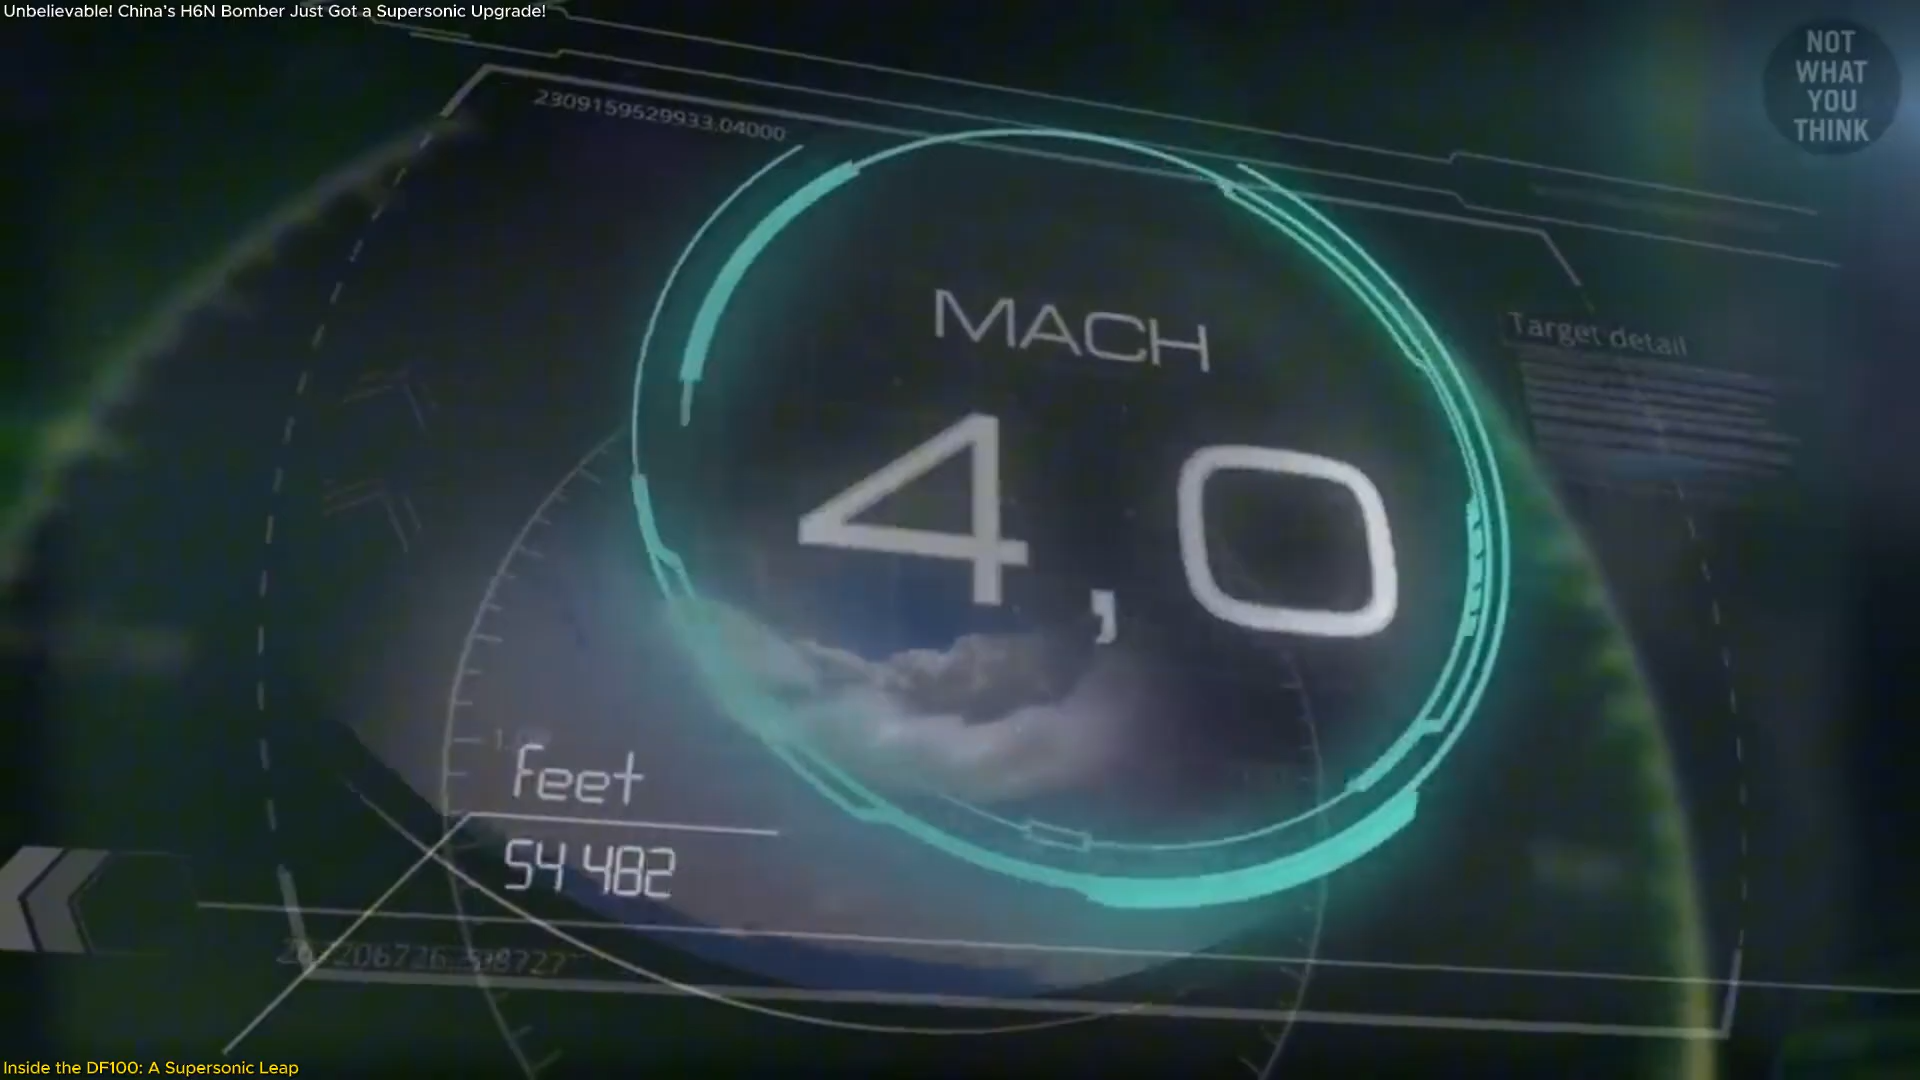 Unbelievable! China's H6N Bomber Just Got a Supersonic Upgrade!
NOT
WHAT
YOU
THINK
2309159529933.04000
MACH
4,0
Target detail
Feet
54 482
Inside the DF100: A Supersonic Leap